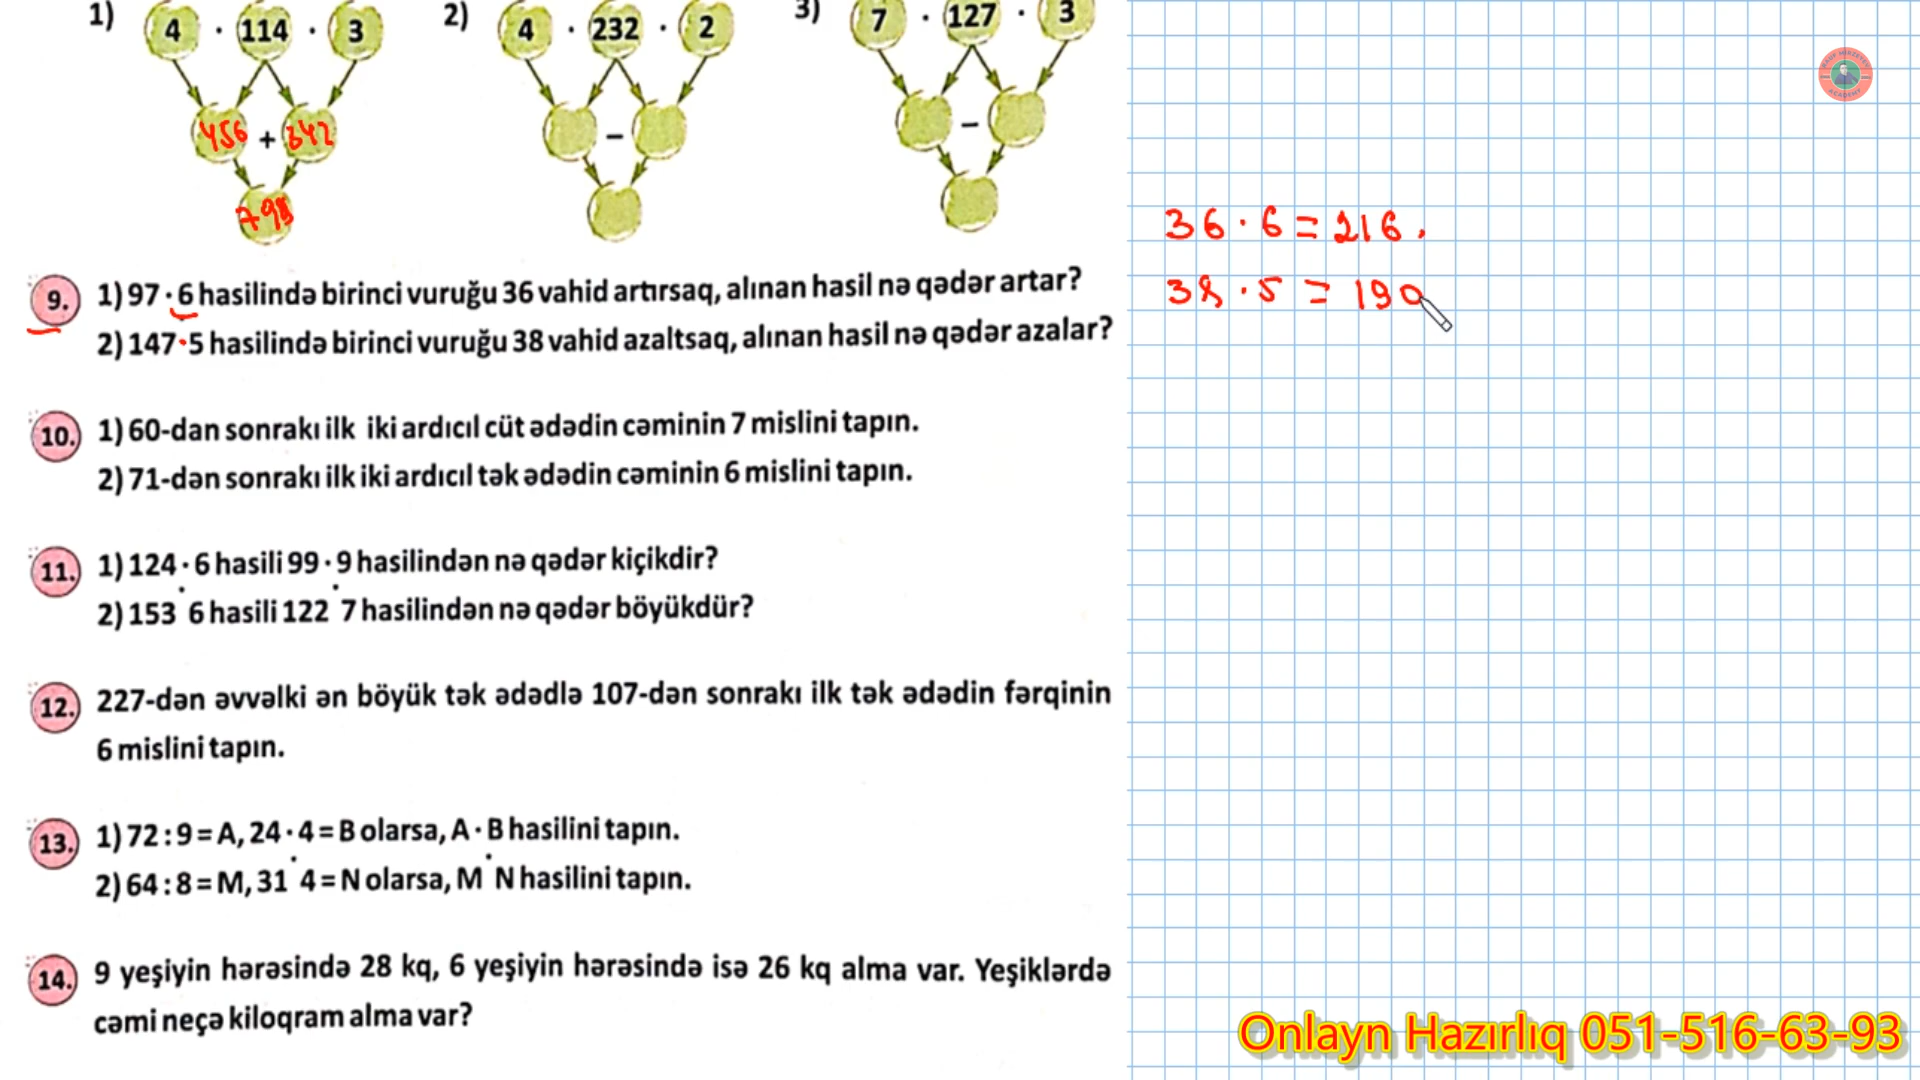 1) 4 · 114 · 3
456 + 342
798
2) 4 · 232 · 2
–
3) 7 · 127 · 3
–
9. 1) 97 · 6 hasilində birinci vuruğu 36 vahid artırsaq, alınan hasil nə qədər artar?
2) 147 · 5 hasilində birinci vuruğu 38 vahid azaltsaq, alınan hasil nə qədər azalar?
10. 1) 60-dan sonrakı ilk iki ardıcıl cüt ədədin cəminin 7 mislini tapın.
2) 71-dən sonrakı ilk iki ardıcıl tək ədədin cəminin 6 mislini tapın.
11. 1) 124 · 6 hasili 99 · 9 hasilindən nə qədər kiçikdir?
2) 153 · 6 hasili 122 · 7 hasilindən nə qədər böyükdür?
12. 227-dən əvvəlki ən böyük tək ədədlə 107-dən sonrakı ilk tək ədədin fərqinin
6 mislini tapın.
13. 1) 72 : 9 = A, 24 · 4 = B olarsa, A · B hasilini tapın.
2) 64 : 8 = M, 31 · 4 = N olarsa, M · N hasilini tapın.
14. 9 yeşiyin hərəsində 28 kq, 6 yeşiyin hərəsində isə 26 kq alma var. Yeşiklərdə
cəmi neçə kiloqram alma var?
36 · 6 = 216.
38 · 5 = 190
Onlayn Hazırlıq 051-516-63-93